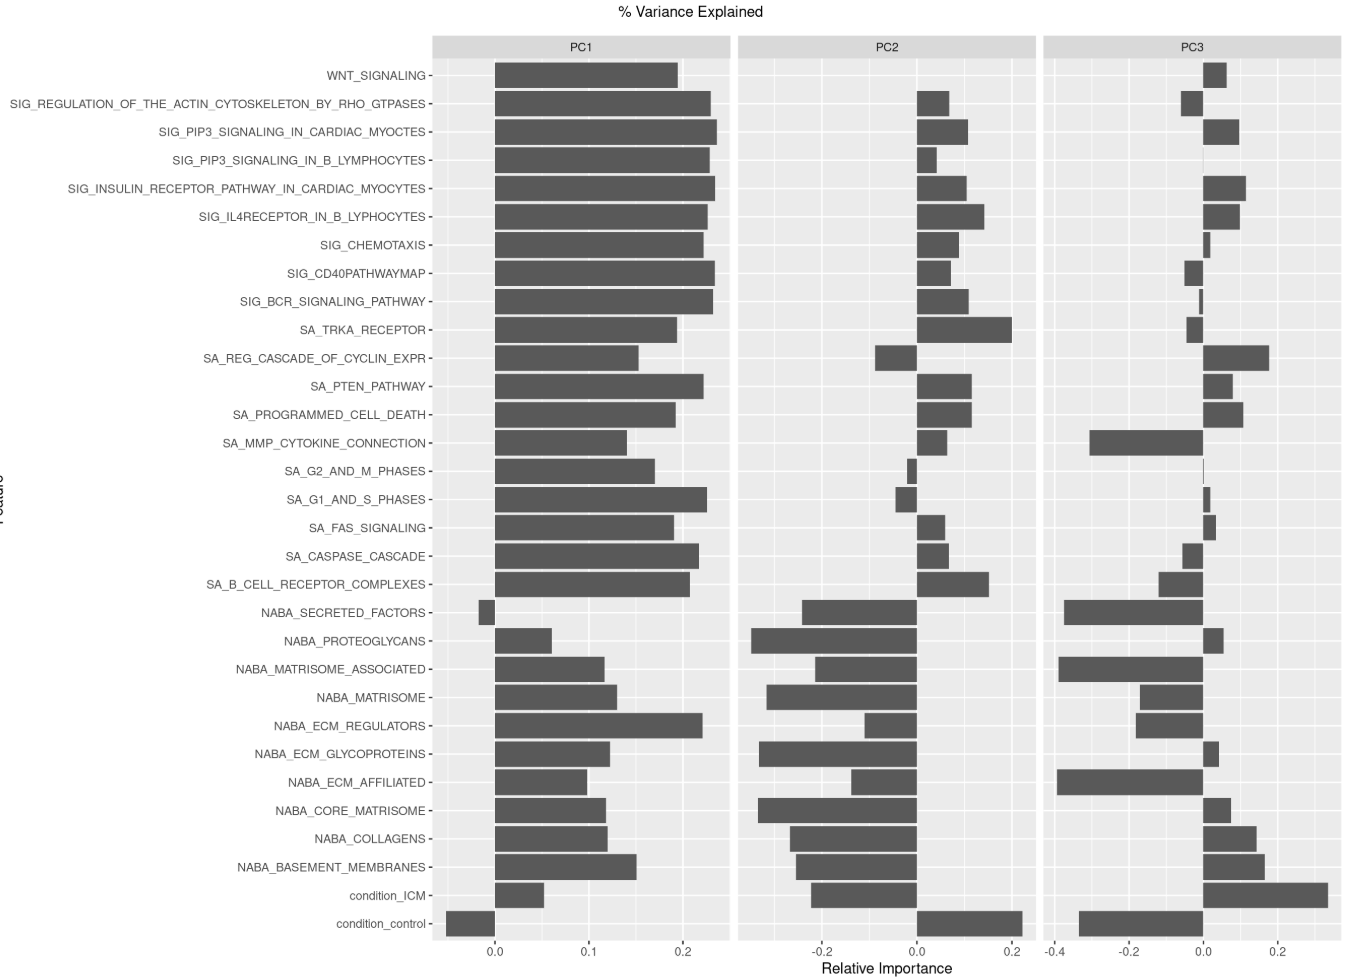 % Variance Explained
PC1 PC2 PC3
WNT_SIGNALING
SIG_REGULATION_OF_THE_ACTIN_CYTOSKELETON_BY_RHO_GTPASES
SIG_PIP3_SIGNALING_IN_CARDIAC_MYOCTES
SIG_PIP3_SIGNALING_IN_B_LYMPHOCYTES
SIG_INSULIN_RECEPTOR_PATHWAY_IN_CARDIAC_MYOCYTES
SIG_IL4RECEPTOR_IN_B_LYPHOCYTES
SIG_CHEMOTAXIS
SIG_CD40PATHWAYMAP
SIG_BCR_SIGNALING_PATHWAY
SA_TRKA_RECEPTOR
SA_REG_CASCADE_OF_CYCLIN_EXPR
SA_PTEN_PATHWAY
SA_PROGRAMMED_CELL_DEATH
SA_MMP_CYTOKINE_CONNECTION
SA_G2_AND_M_PHASES
SA_G1_AND_S_PHASES
SA_FAS_SIGNALING
SA_CASPASE_CASCADE
SA_B_CELL_RECEPTOR_COMPLEXES
NABA_SECRETED_FACTORS
NABA_PROTEOGLYCANS
NABA_MATRISOME_ASSOCIATED
NABA_MATRISOME
NABA_ECM_REGULATORS
NABA_ECM_GLYCOPROTEINS
NABA_ECM_AFFILIATED
NABA_CORE_MATRISOME
NABA_COLLAGENS
NABA_BASEMENT_MEMBRANES
condition_ICM
condition_control
0.0 0.1 0.2 -0.2 0.0 0.2 -0.4 -0.2 0.0 0.2
Relative Importance